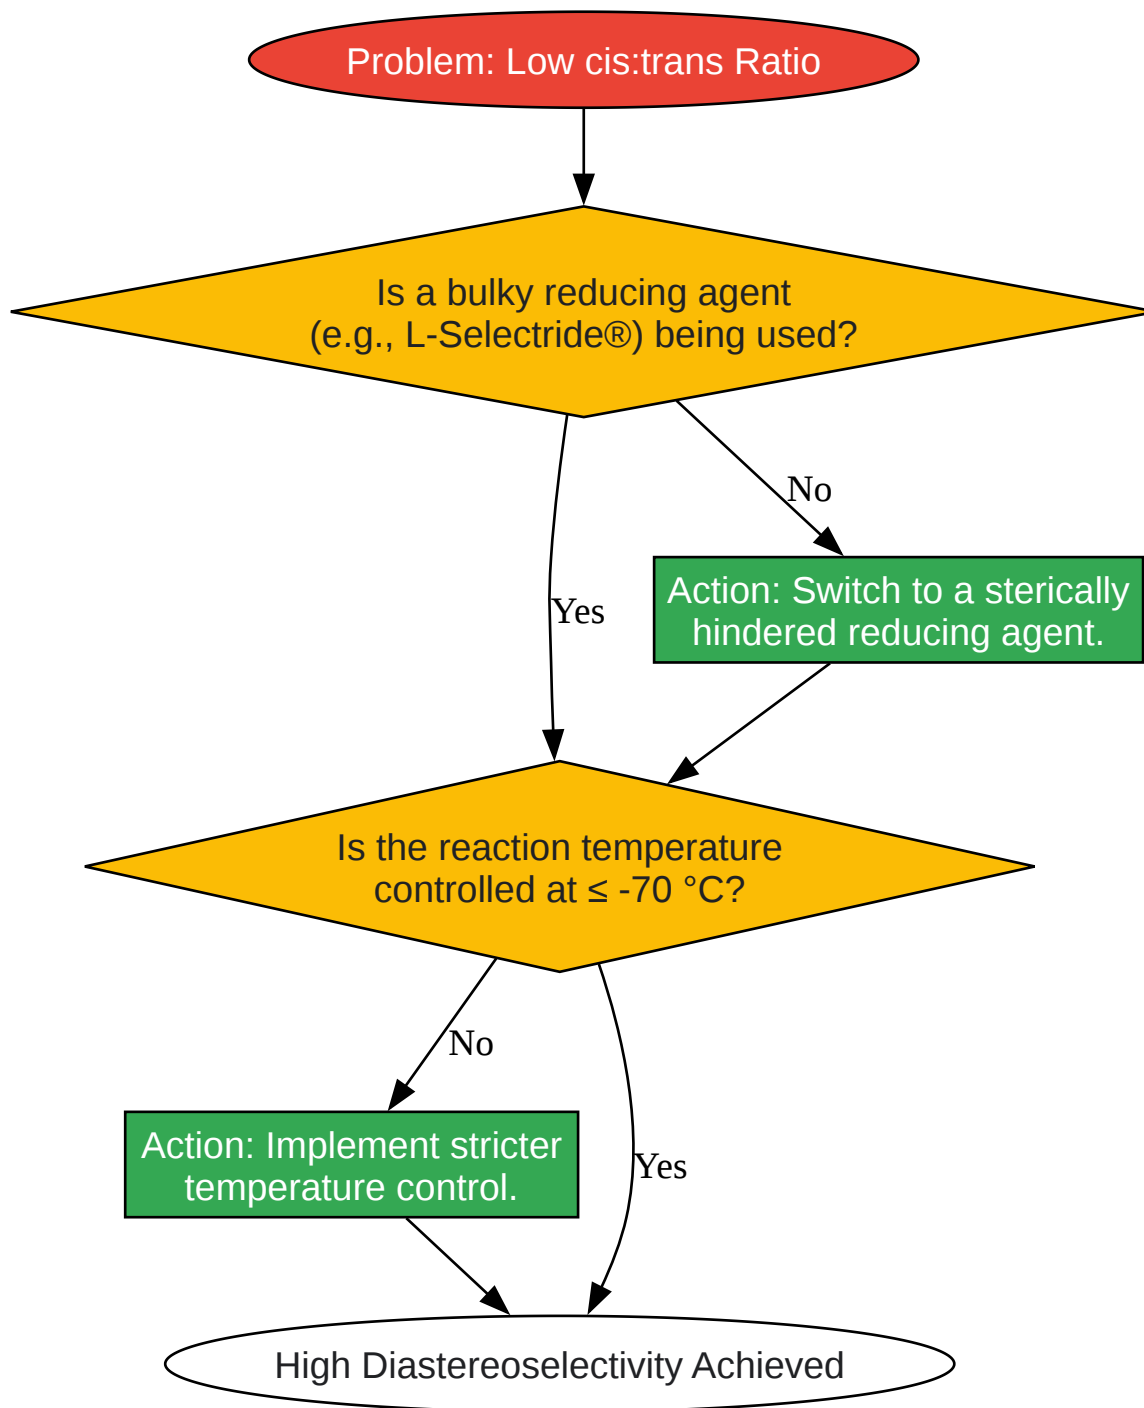 Problem: Low cis:trans Ratio
Is a bulky reducing agent
(e.g., L-Selectride®) being used?
No
Action: Switch to a sterically
hindered reducing agent.
Yes
Is the reaction temperature
controlled at ≤ -70 °C?
No
Action: Implement stricter
temperature control.
Yes
High Diastereoselectivity Achieved